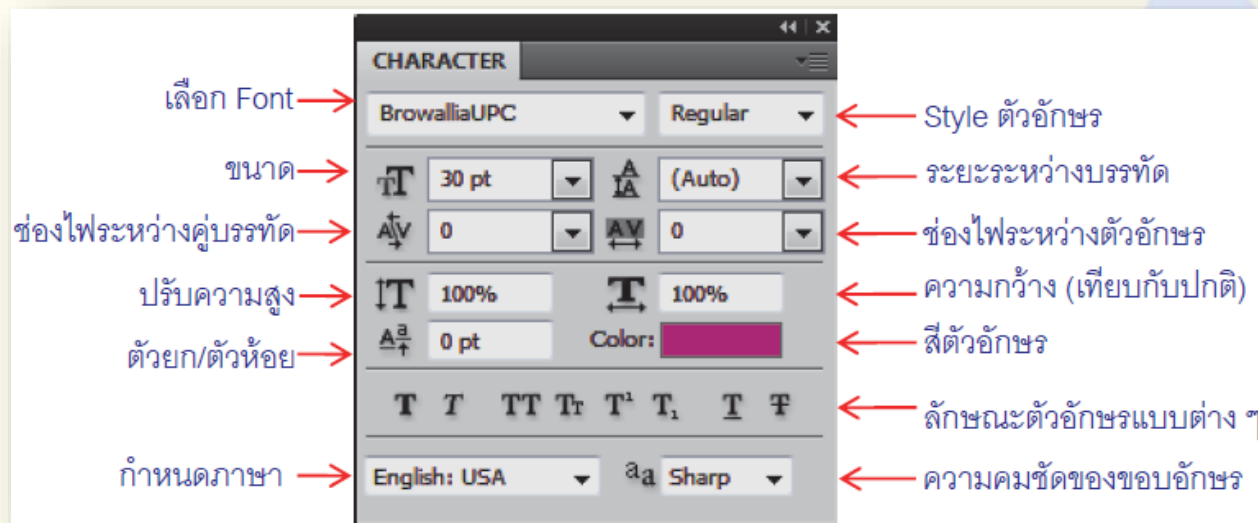 CHARACTER
เลือก Font BrowalliaUPC Regular Style ตัวอักษร
ขนาด 30 pt (Auto) ระยะระหว่างบรรทัด
ช่องไฟระหว่างคู่บรรทัด 0 0 ช่องไฟระหว่างตัวอักษร
ปรับความสูง 100% 100% ความกว้าง (เทียบกับปกติ)
ตัวยก/ตัวห้อย 0 pt Color: สีตัวอักษร
T T TT Tr T¹ T₁ T T ลักษณะตัวอักษรแบบต่าง ๆ
กำหนดภาษา English: USA aa Sharp ความคมชัดของขอบอักษร